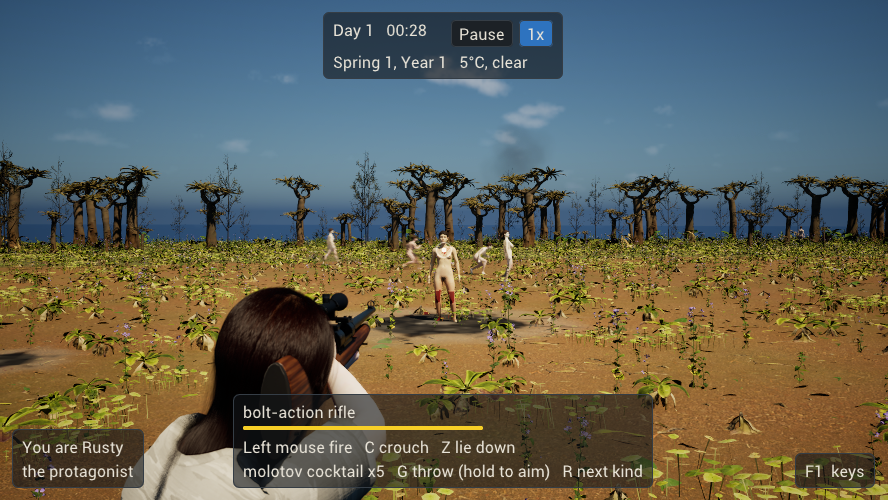 Day 1 00:28 Pause 1x
Spring 1, Year 1 5°C, clear
bolt-action rifle
Left mouse fire C crouch Z lie down
molotov cocktail x5 G throw (hold to aim) R next kind
You are Rusty
the protagonist
F1 keys